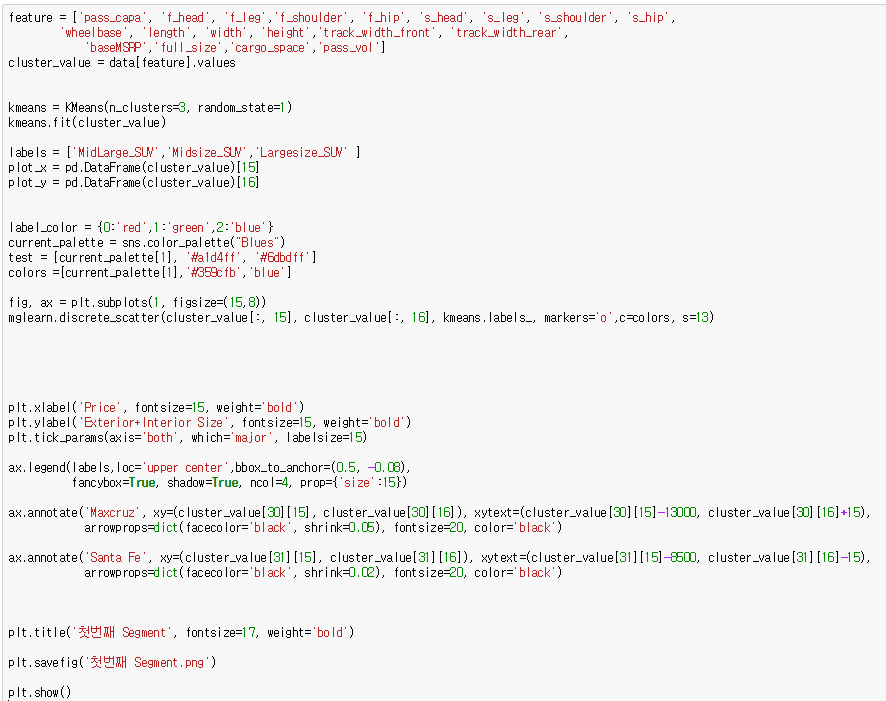 feature = ['pass_capa', 'f_head', 'f_leg','f_shoulder', 'f_hip', 's_head', 's_leg', 's_shoulder', 's_hip',
'wheelbase', 'length', 'width', 'height','track_width_front', 'track_width_rear',
'baseMSRP','full_size','cargo_space','pass_vol']
cluster_value = data[feature].values
kmeans = KMeans(n_clusters=3, random_state=1)
kmeans.fit(cluster_value)
labels = ['MidLarge_SUV','Midsize_SUV','Largesize_SUV' ]
plot_x = pd.DataFrame(cluster_value)[15]
plot_y = pd.DataFrame(cluster_value)[16]
label_color = {0:'red',1:'green',2:'blue'}
current_palette = sns.color_palette("Blues")
test = [current_palette[1], '#a1d4ff', '#6dbdff']
colors =[current_palette[1],'#359cfb','blue']
fig, ax = plt.subplots(1, figsize=(15,8))
mglearn.discrete_scatter(cluster_value[:, 15], cluster_value[:, 16], kmeans.labels_, markers='o',c=colors, s=13)
plt.xlabel('Price', fontsize=15, weight='bold')
plt.ylabel('Exterior+Interior Size', fontsize=15, weight='bold')
plt.tick_params(axis='both', which='major', labelsize=15)
ax.legend(labels,loc='upper center',bbox_to_anchor=(0.5, -0.08),
fancybox=True, shadow=True, ncol=4, prop={'size':15})
ax.annotate('Maxcruz', xy=(cluster_value[30][15], cluster_value[30][16]), xytext=(cluster_value[30][15]-13000, cluster_value[30][16]+15),
arrowprops=dict(facecolor='black', shrink=0.05), fontsize=20, color='black')
ax.annotate('Santa Fe', xy=(cluster_value[31][15], cluster_value[31][16]), xytext=(cluster_value[31][15]-8500, cluster_value[31][16]-15),
arrowprops=dict(facecolor='black', shrink=0.02), fontsize=20, color='black')
plt.title('첫번째 Segment', fontsize=17, weight='bold')
plt.savefig('첫번째 Segment.png')
plt.show()